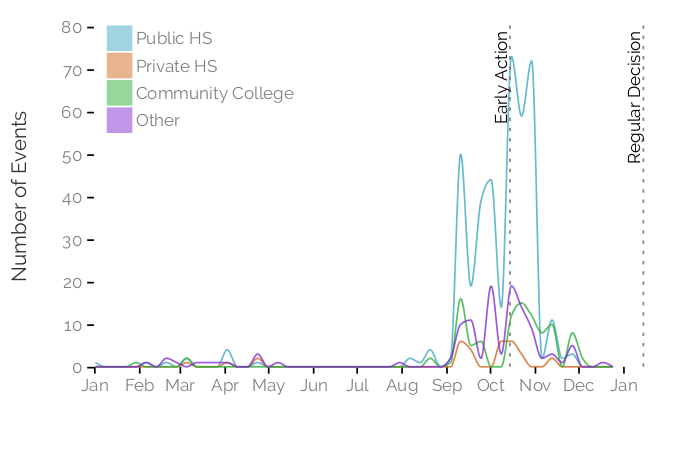 80
70
60
50
40
30
20
10
0
Number of Events
Public HS
Private HS
Community College
Other
Early Action
Regular Decision
Jan Feb Mar Apr May Jun Jul Aug Sep Oct Nov Dec Jan